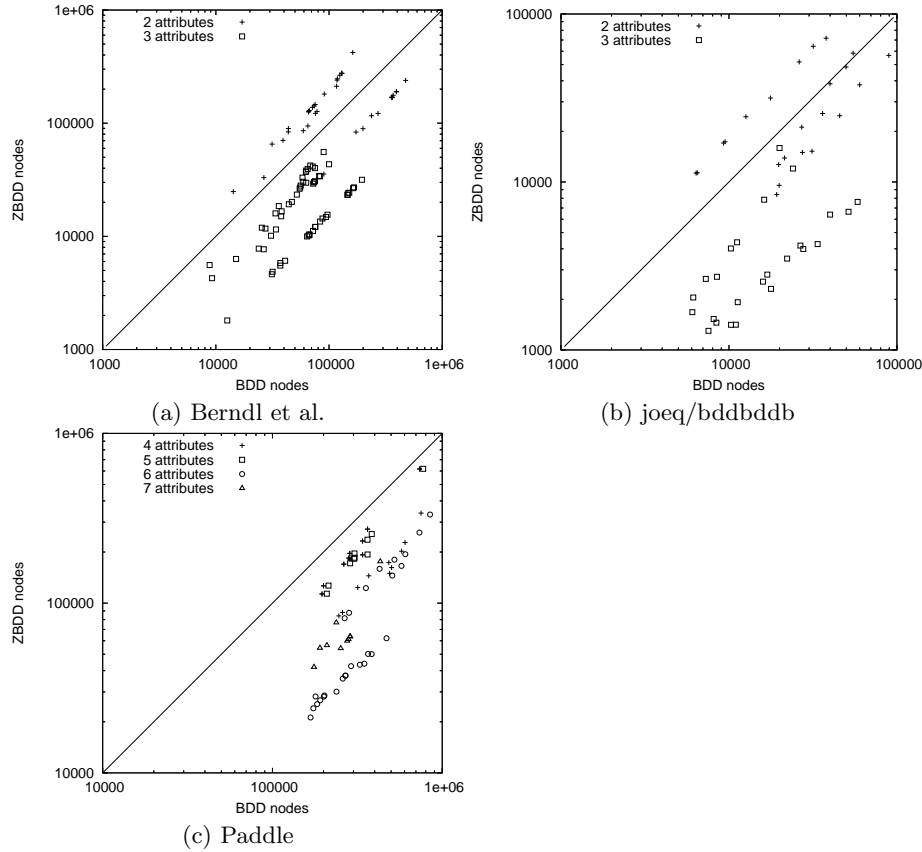 1e+06
2 attributes
3 attributes
100000
ZBDD nodes
10000
1000
1000
10000
100000
1e+06
BDD nodes
(a) Berndl et al.
100000
2 attributes
3 attributes
ZBDD nodes
10000
1000
1000
10000
100000
BDD nodes
(b) joeq/bddbddb
1e+06
4 attributes
5 attributes
6 attributes
7 attributes
ZBDD nodes
100000
10000
10000
100000
1e+06
BDD nodes
(c) Paddle